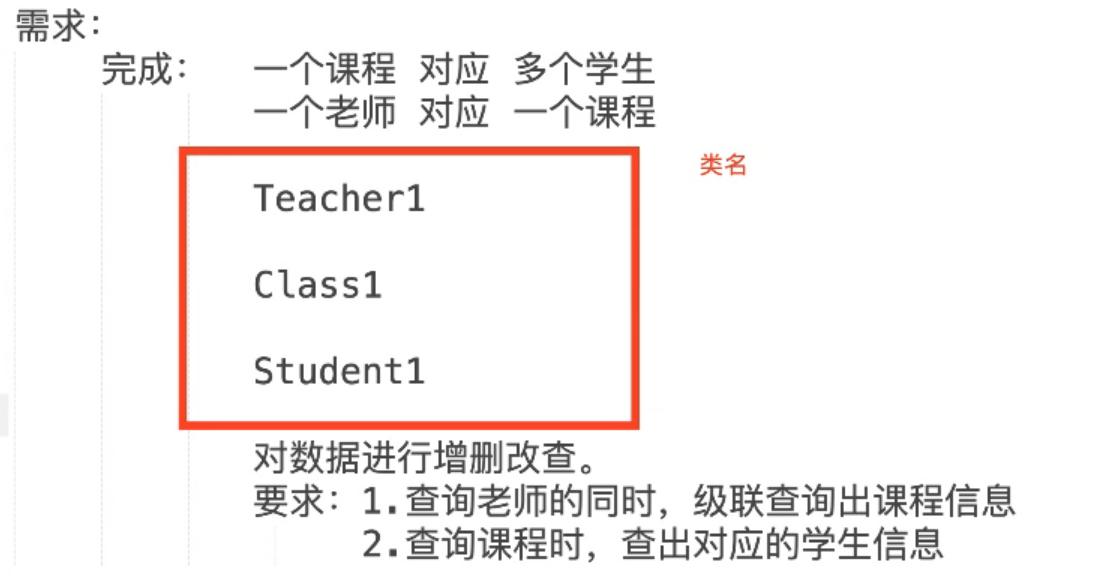 需求:
完成: 一个课程 对应 多个学生
一个老师 对应 一个课程
类名
Teacher1
Class1
Student1
对数据进行增删改查。
要求: 1.查询老师的同时，级联查询出课程信息
2.查询课程时，查出对应的学生信息